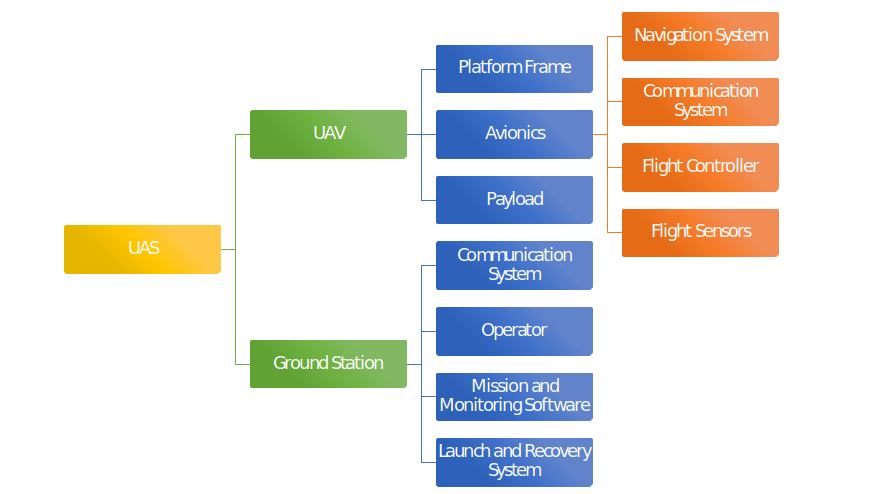 UAS
UAV
Platform Frame
Avionics
Navigation System
Communication
System
Flight Controller
Flight Sensors
Payload
Ground Station
Communication
System
Operator
Mission and
Monitoring Software
Launch and Recovery
System